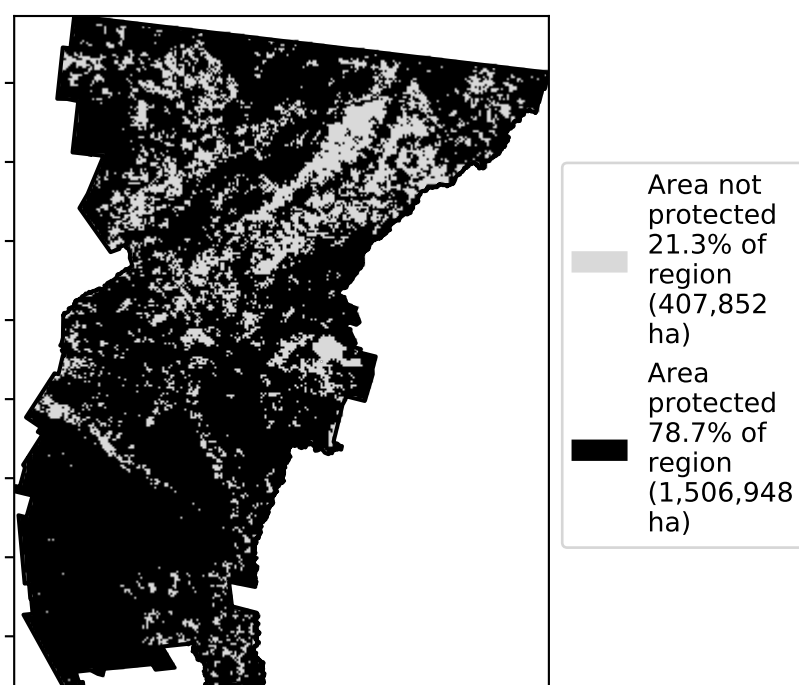 Area not
protected
21.3% of
region
(407,852
ha)
Area
protected
78.7% of
region
(1,506,948
ha)